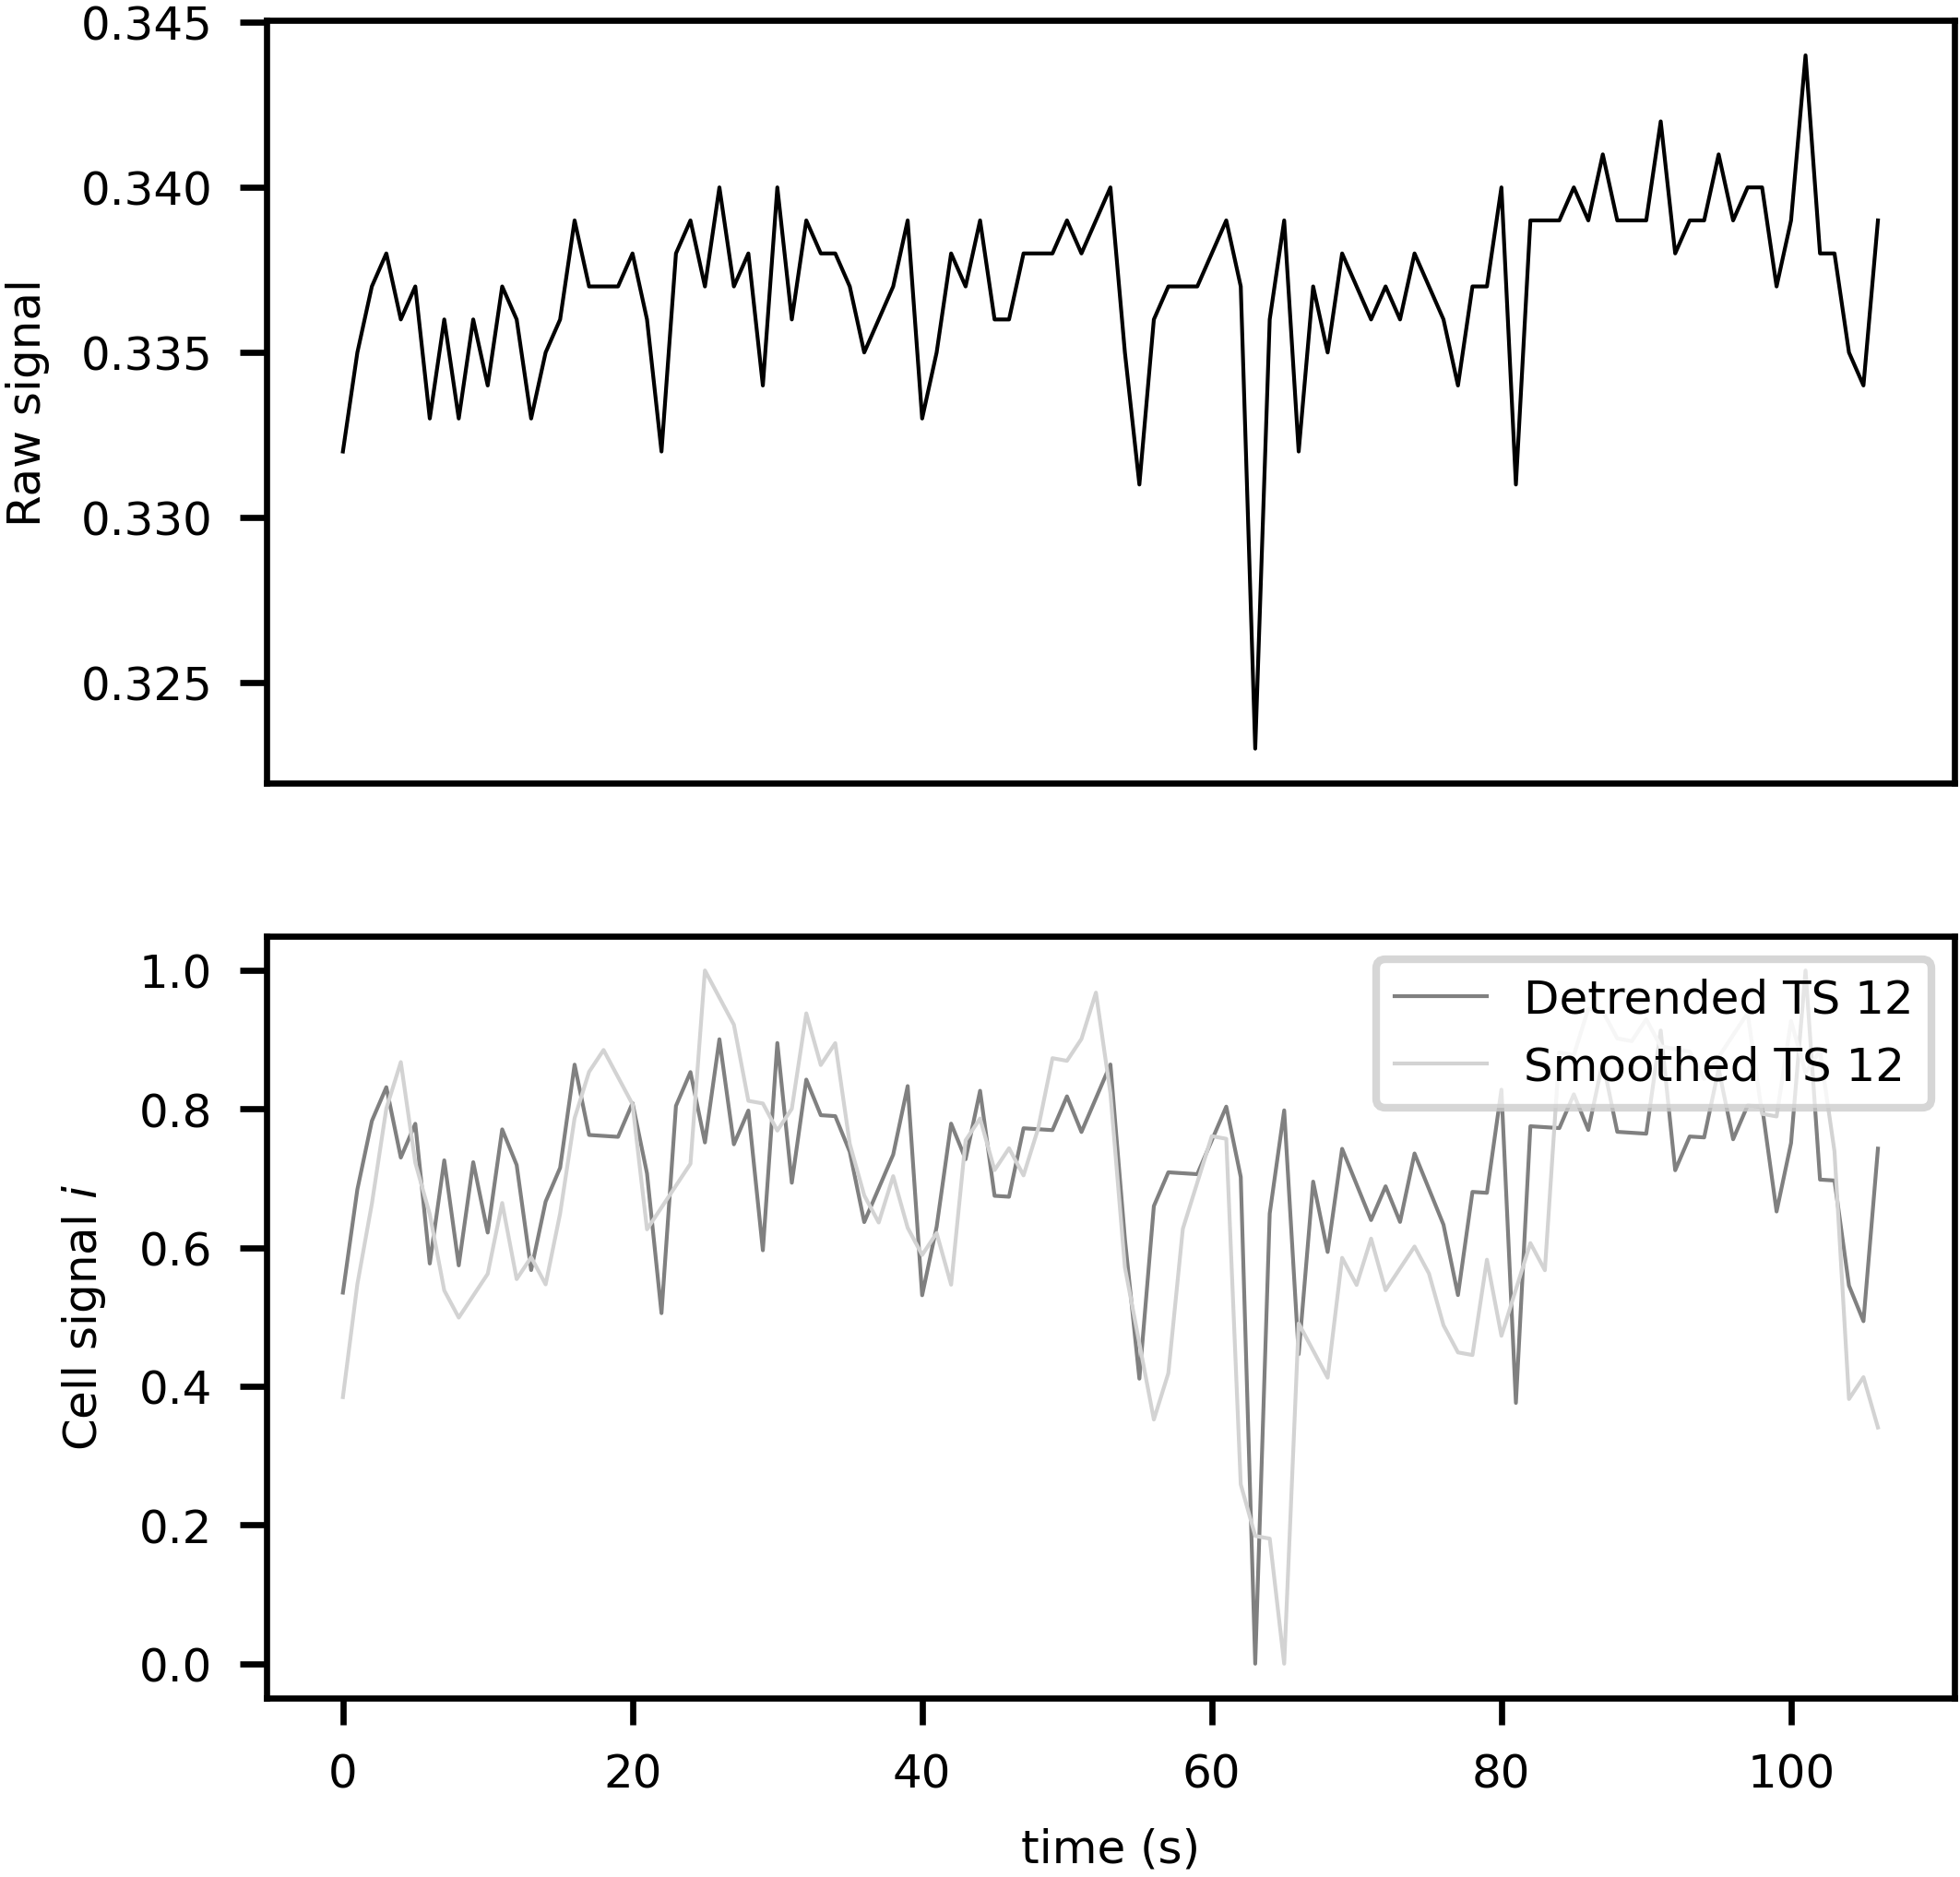 0.345
0.340
0.335
0.330
0.325
Raw signal
1.0
0.8
0.6
0.4
0.2
0.0
Cell signal i
Detrended TS 12
Smoothed TS 12
0 20 40 60 80 100
time (s)